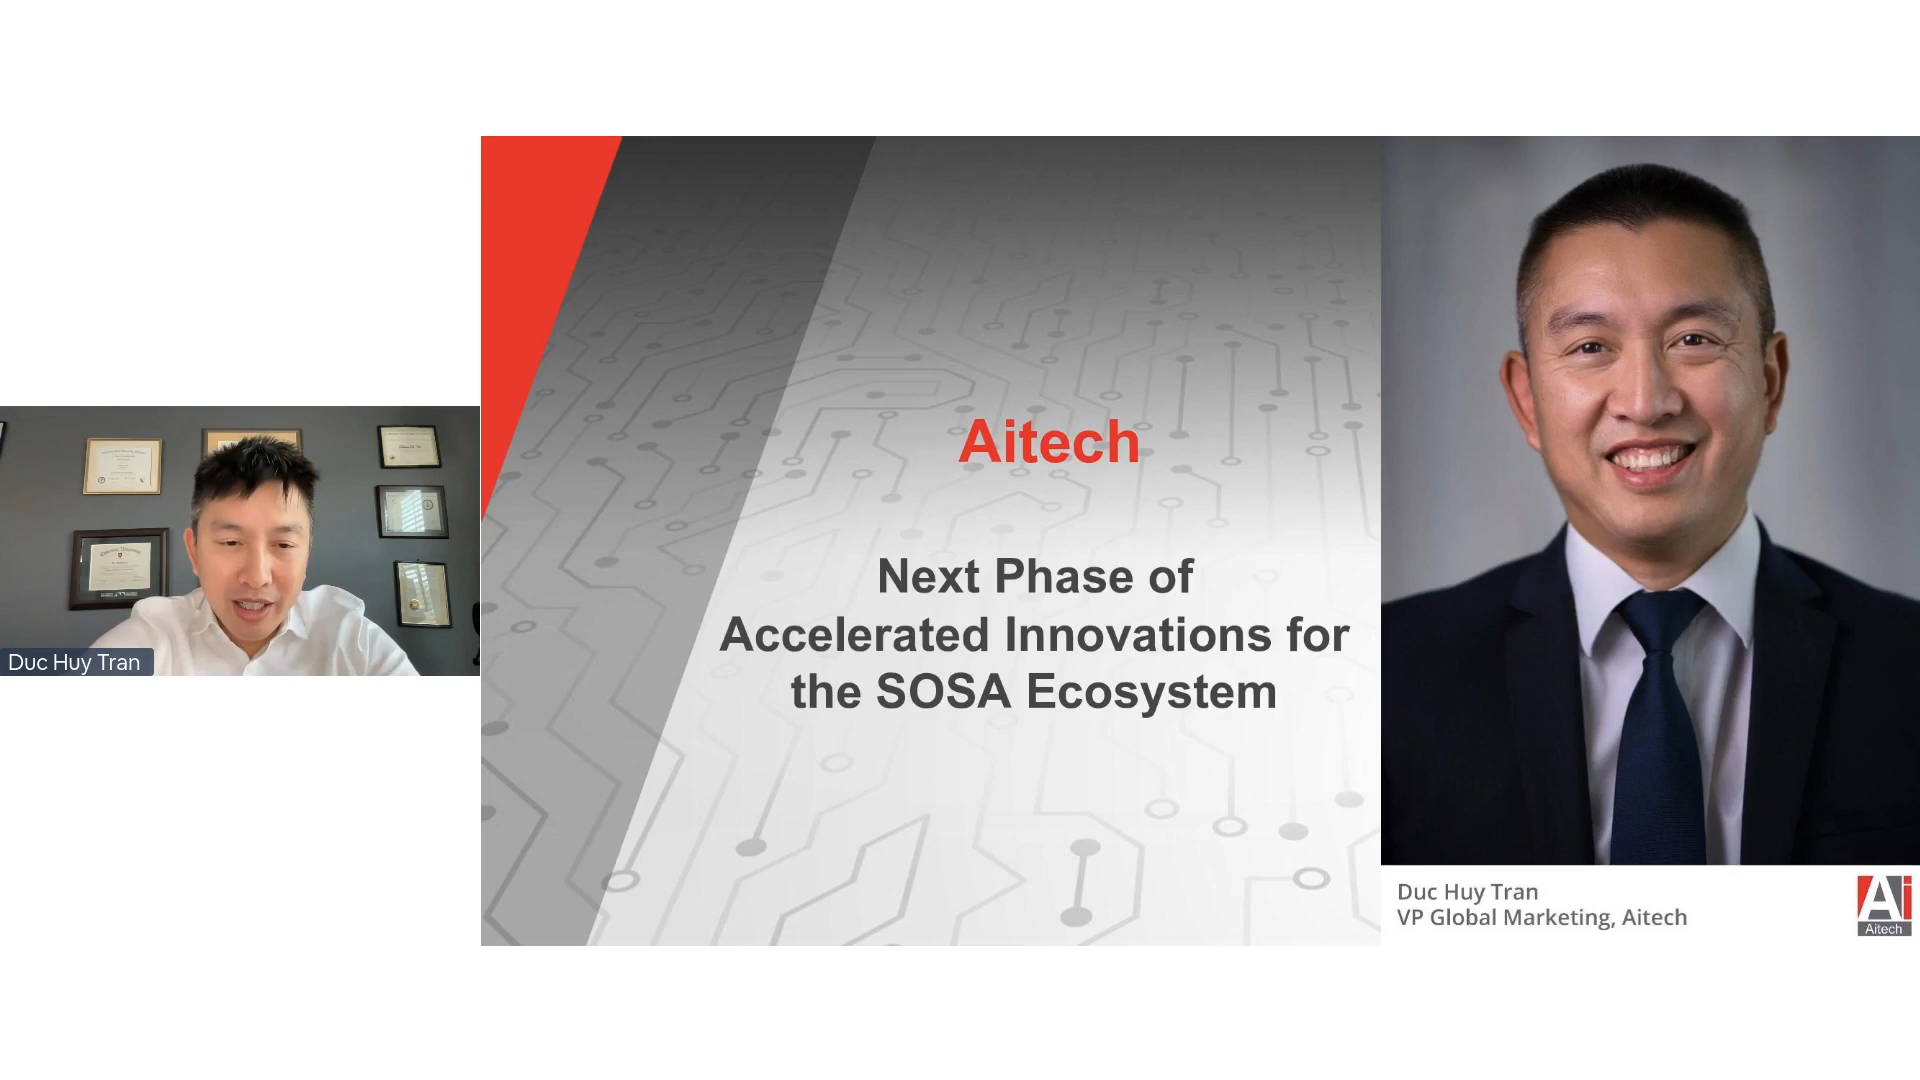 Duc Huy Tran
Aitech
Next Phase of
Accelerated Innovations for
the SOSA Ecosystem
Duc Huy Tran
VP Global Marketing, Aitech
Ai
Aitech